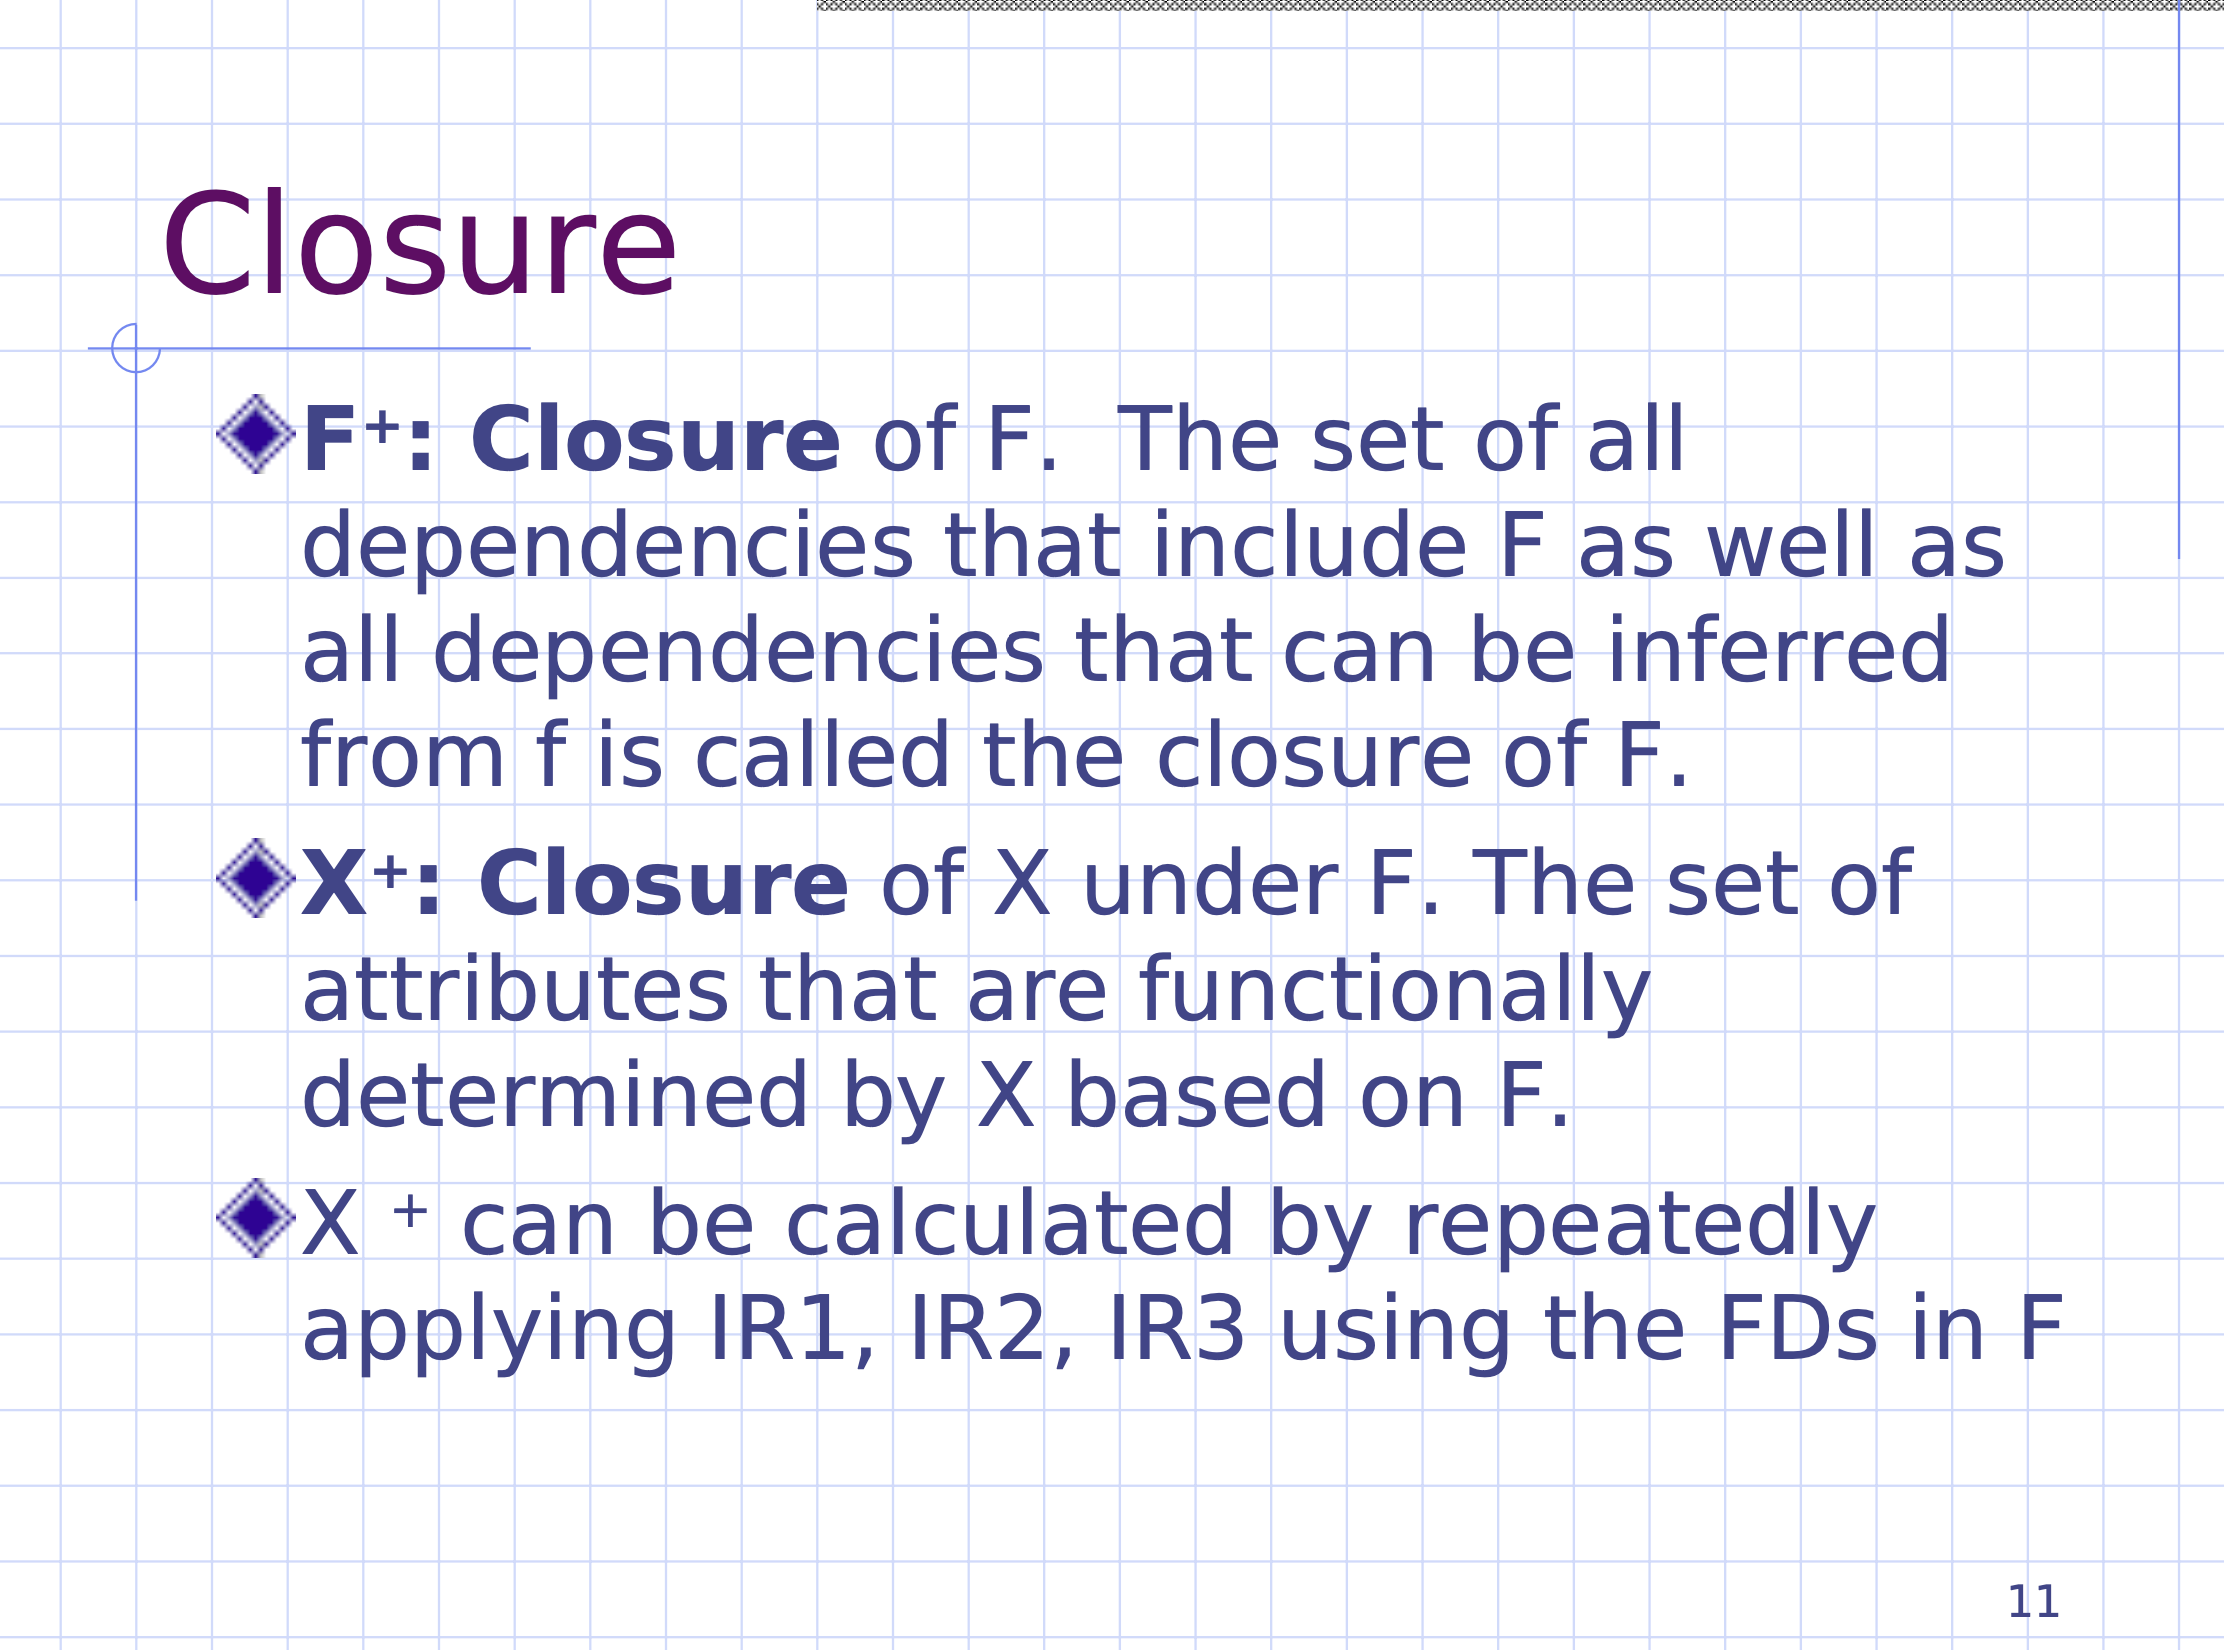 Closure
F⁺: Closure of F.  The set of all
dependencies that include F as well as
all dependencies that can be inferred
from f is called the closure of F.
X⁺: Closure of X under F. The set of
attributes that are functionally
determined by X based on F.
X ⁺ can be calculated by repeatedly
applying IR1, IR2, IR3 using the FDs in F
11